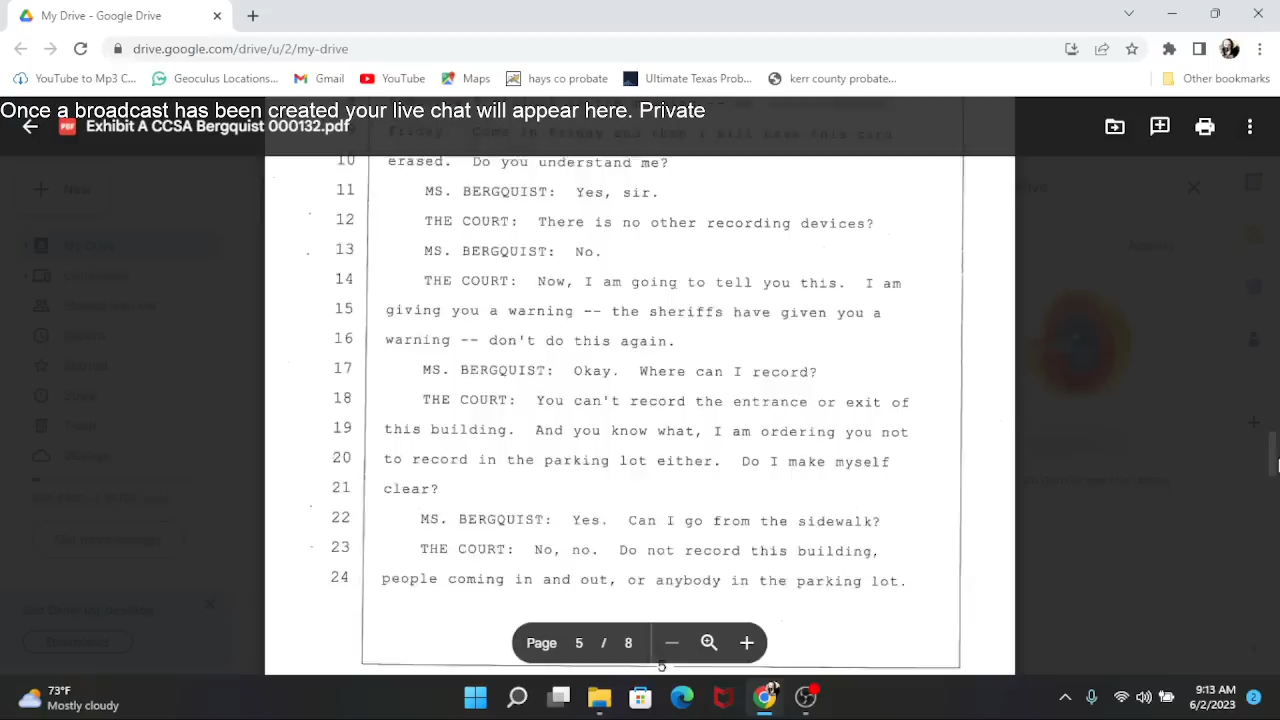 My Drive - Google Drive
drive.google.com/drive/u/2/my-drive
YouTube to Mp3 C...
Geoculus Locations...
Gmail
YouTube
Maps
hays co probate
Ultimate Texas Prob...
kerr county probate...
Other bookmarks
Once a broadcast has been created your live chat will appear here. Private
PDF
Exhibit A CCSA Bergquist 000132.pdf
New
My Drive
10 erased. Do you understand me?
11 MS. BERGQUIST: Yes, sir.
12 THE COURT: There is no other recording devices?
13 MS. BERGQUIST: No.
14 THE COURT: Now, I am going to tell you this. I am
15 giving you a warning -- the sheriffs have given you a
16 warning -- don't do this again.
17 MS. BERGQUIST: Okay. Where can I record?
18 THE COURT: You can't record the entrance or exit of
19 this building. And you know what, I am ordering you not
20 to record in the parking lot either. Do I make myself
21 clear?
22 MS. BERGQUIST: Yes. Can I go from the sidewalk?
23 THE COURT: No, no. Do not record this building,
24 people coming in and out, or anybody in the parking lot.
Page 5 / 8
5
73°F
Mostly cloudy
9:13 AM
6/2/2023
2